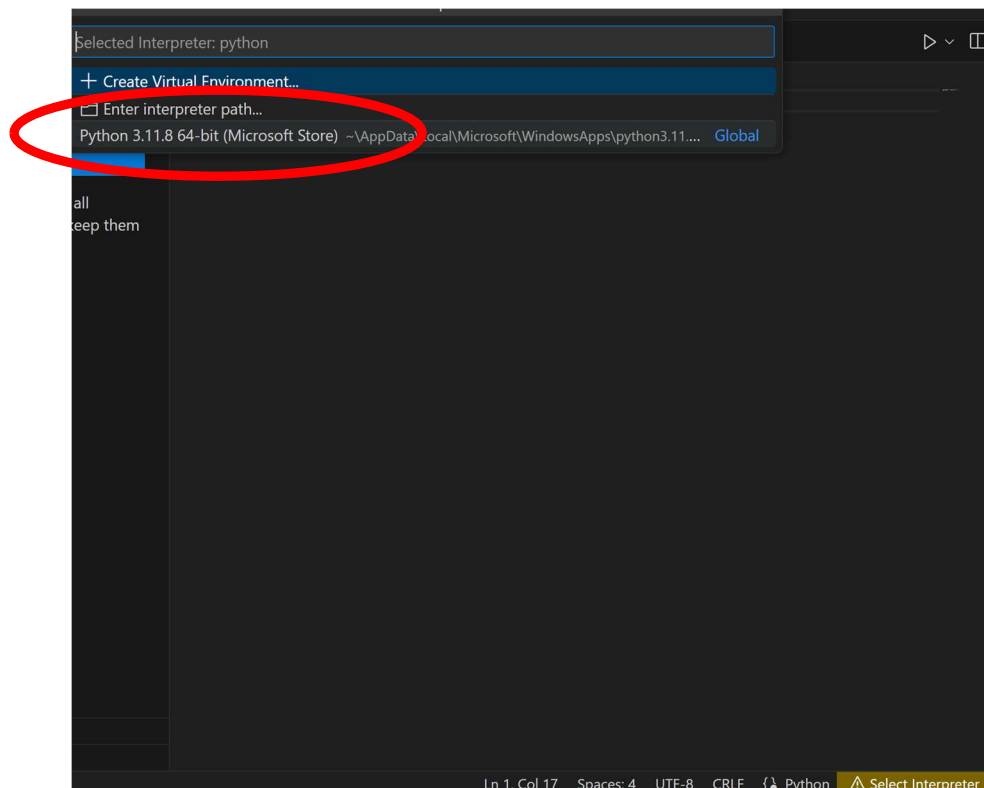 Selected Interpreter: python
Create Virtual Environment...
Enter interpreter path...
Python 3.11.8 64-bit (Microsoft Store) ~\AppData\Local\Microsoft\WindowsApps\python3.11.... Global
all
keep them
Ln 1, Col 17 Spaces: 4 UTF-8 CRLF Python Select Interpreter